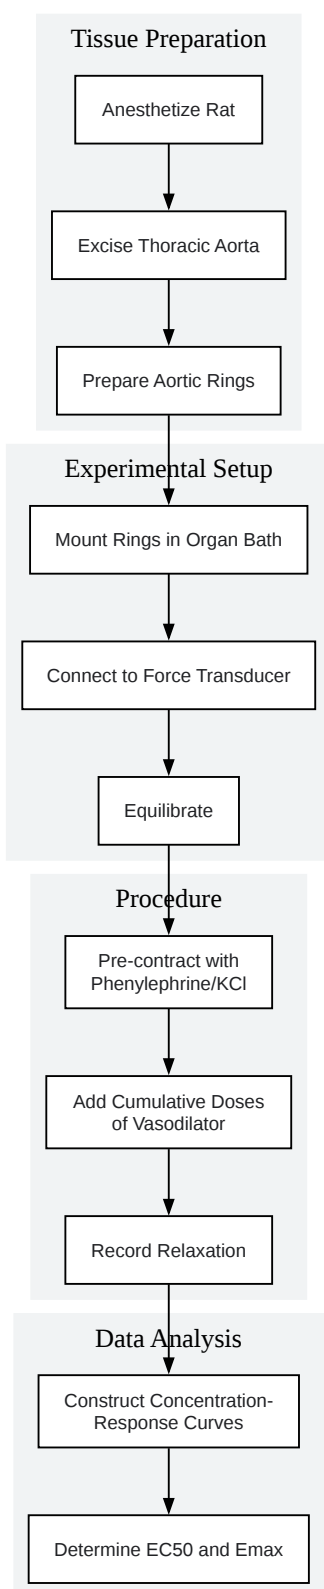 Tissue Preparation
Anesthetize Rat
Excise Thoracic Aorta
Prepare Aortic Rings
Experimental Setup
Mount Rings in Organ Bath
Connect to Force Transducer
Equilibrate
Procedure
Pre-contract with
Phenylephrine/KCl
Add Cumulative Doses
of Vasodilator
Record Relaxation
Data Analysis
Construct Concentration-
Response Curves
Determine EC50 and Emax